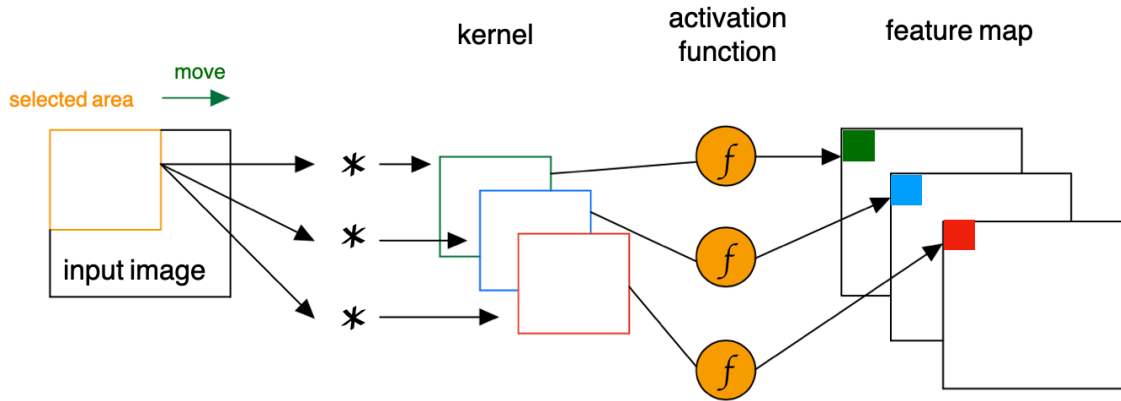 kernel
activation
function
feature map
move
selected area
input image
*
*
*
f
f
f